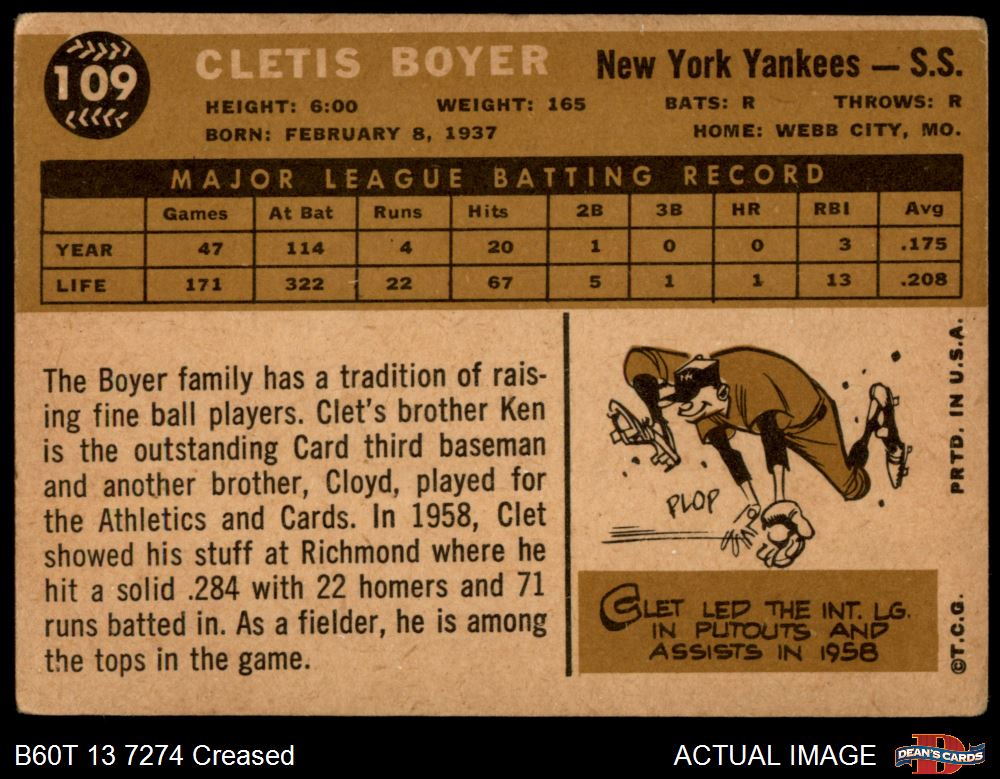 109
CLETIS BOYER New York Yankees — S.S.
HEIGHT: 6:00 WEIGHT: 165 BATS: R THROWS: R
BORN: FEBRUARY 8, 1937 HOME: WEBB CITY, MO.
MAJOR LEAGUE BATTING RECORD
Games At Bat Runs Hits 2B 3B HR RBI Avg
YEAR 47 114 4 20 1 0 0 3 .175
LIFE 171 322 22 67 5 1 1 13 .208
The Boyer family has a tradition of rais-
ing fine ball players. Clet's brother Ken
is the outstanding Card third baseman
and another brother, Cloyd, played for
the Athletics and Cards. In 1958, Clet
showed his stuff at Richmond where he
hit a solid .284 with 22 homers and 71
runs batted in. As a fielder, he is among
the tops in the game.
PLOP
CLET LED THE INT. LG.
IN PUTOUTS AND
ASSISTS IN 1958
©T.C.G. PRTD. IN U.S.A.
B60T 13 7274 Creased ACTUAL IMAGE
DEAN'S CARDS